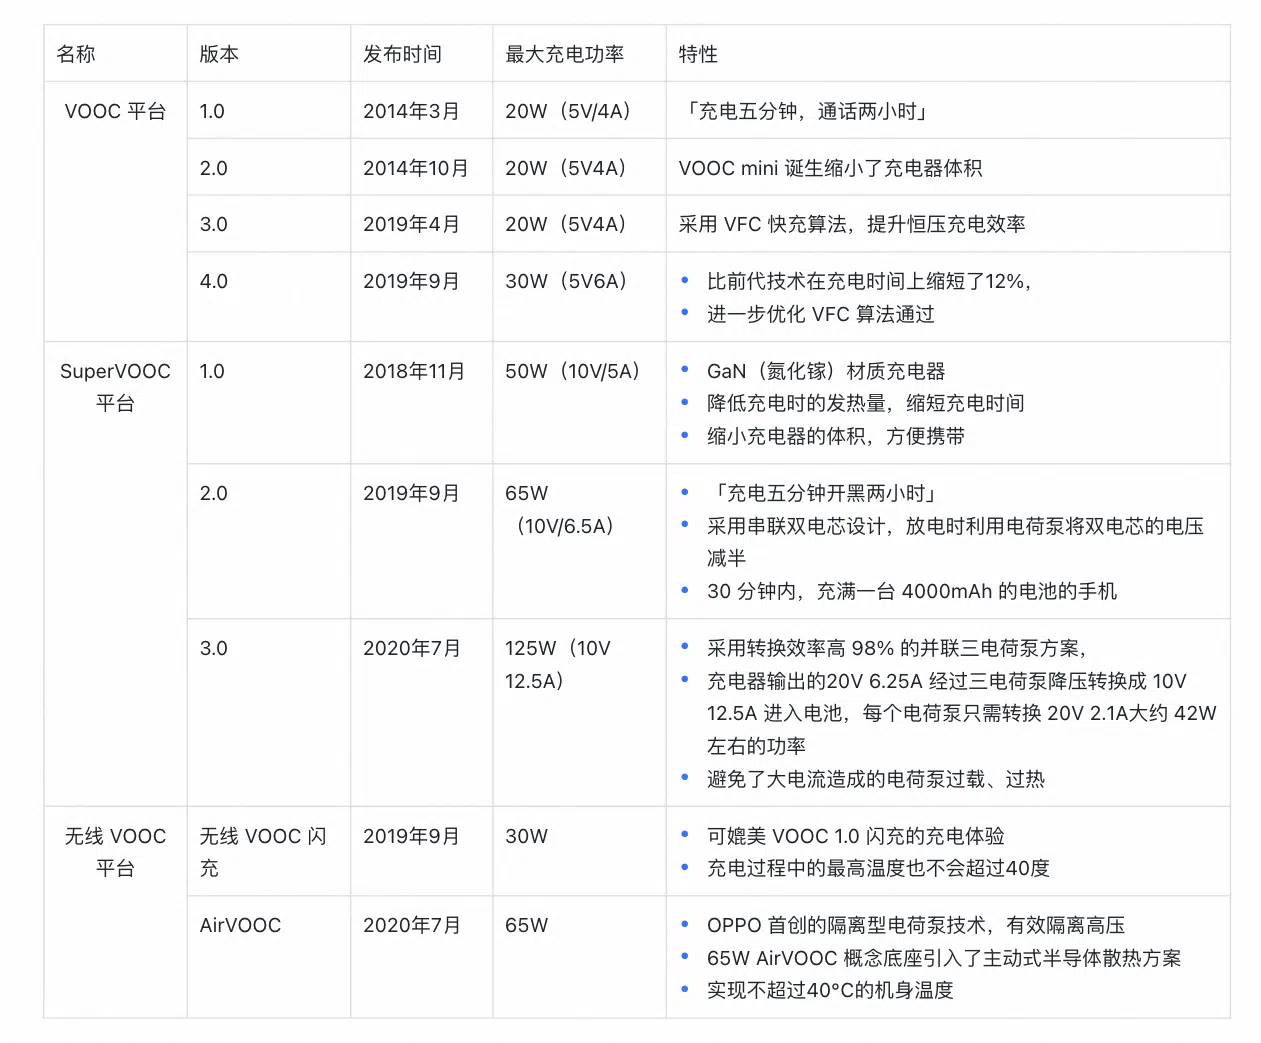 名称 版本 发布时间 最大充电功率 特性
VOOC 平台 1.0 2014年3月 20W（5V/4A） 「充电五分钟，通话两小时」
2.0 2014年10月 20W（5V4A） VOOC mini 诞生缩小了充电器体积
3.0 2019年4月 20W（5V4A） 采用 VFC 快充算法，提升恒压充电效率
4.0 2019年9月 30W（5V6A） • 比前代技术在充电时间上缩短了12%，
• 进一步优化 VFC 算法通过
SuperVOOC 1.0 2018年11月 50W（10V/5A） • GaN（氮化镓）材质充电器
平台 • 降低充电时的发热量，缩短充电时间
• 缩小充电器的体积，方便携带
2.0 2019年9月 65W • 「充电五分钟开黑两小时」
（10V/6.5A） • 采用串联双电芯设计，放电时利用电荷泵将双电芯的电压
减半
• 30 分钟内，充满一台 4000mAh 的电池的手机
3.0 2020年7月 125W（10V • 采用转换效率高 98% 的并联三电荷泵方案，
12.5A） • 充电器输出的20V 6.25A 经过三电荷泵降压转换成 10V
12.5A 进入电池，每个电荷泵只需转换 20V 2.1A大约 42W
左右的功率
• 避免了大电流造成的电荷泵过载、过热
无线 VOOC 无线 VOOC 闪 2019年9月 30W • 可媲美 VOOC 1.0 闪充的充电体验
平台 充 • 充电过程中的最高温度也不会超过40度
AirVOOC 2020年7月 65W • OPPO 首创的隔离型电荷泵技术，有效隔离高压
• 65W AirVOOC 概念底座引入了主动式半导体散热方案
• 实现不超过40°C的机身温度